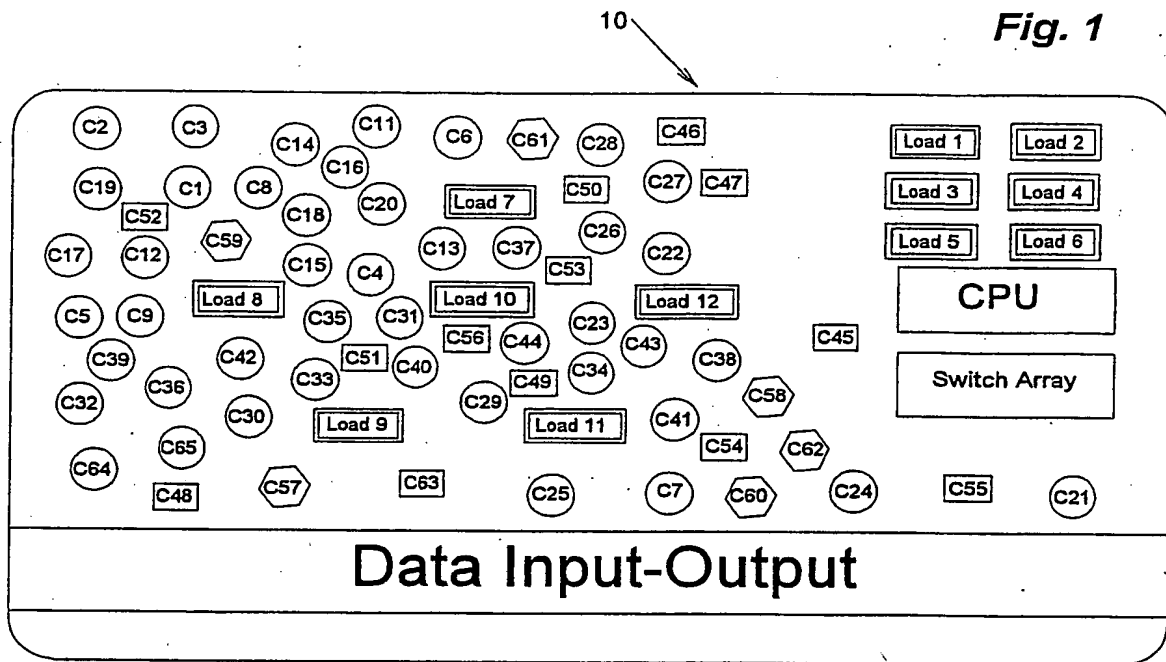 Fig. 1
10
C2 C3 C14 C11 C6 C61 C28 C46 Load 1 Load 2
C19 C1 C8 C16 C20 Load 7 C50 C27 C47 Load 3 Load 4
C52 C59 C18 C26 Load 5 Load 6
C17 C12 C15 C4 C13 C37 C53 C22 CPU
C5 C9 Load 8 C35 C31 Load 10 C23 Load 12
C39 C42 C51 C40 C56 C44 C43 C38 C45
C32 C36 C33 C49 C34 Switch Array
C30 C29 C58
C65 Load 9 Load 11 C41 C54 C62
C64 C48 C57 C63 C25 C7 C60 C24 C55 C21
Data Input-Output